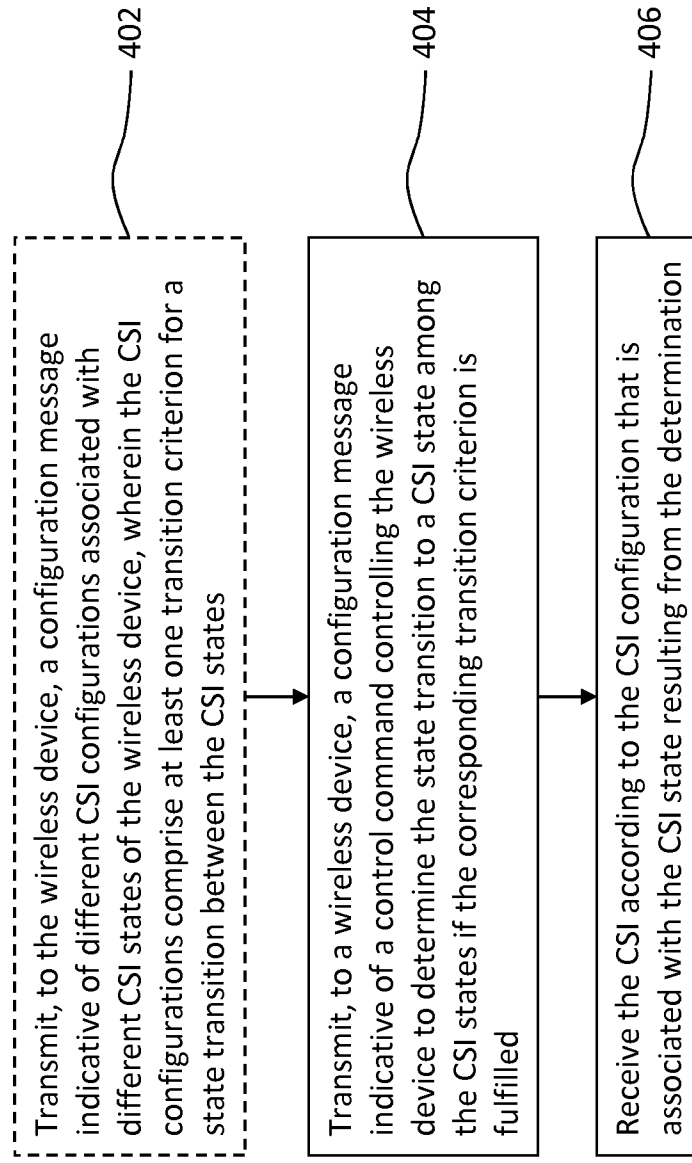 Transmit, to the wireless device, a configuration message
indicative of different CSI configurations associated with
different CSI states of the wireless device, wherein the CSI
configurations comprise at least one transition criterion for a
state transition between the CSI states
402
Transmit, to a wireless device, a configuration message
indicative of a control command controlling the wireless
device to determine the state transition to a CSI state among
the CSI states if the corresponding transition criterion is
fulfilled
404
Receive the CSI according to the CSI configuration that is
associated with the CSI state resulting from the determination
406